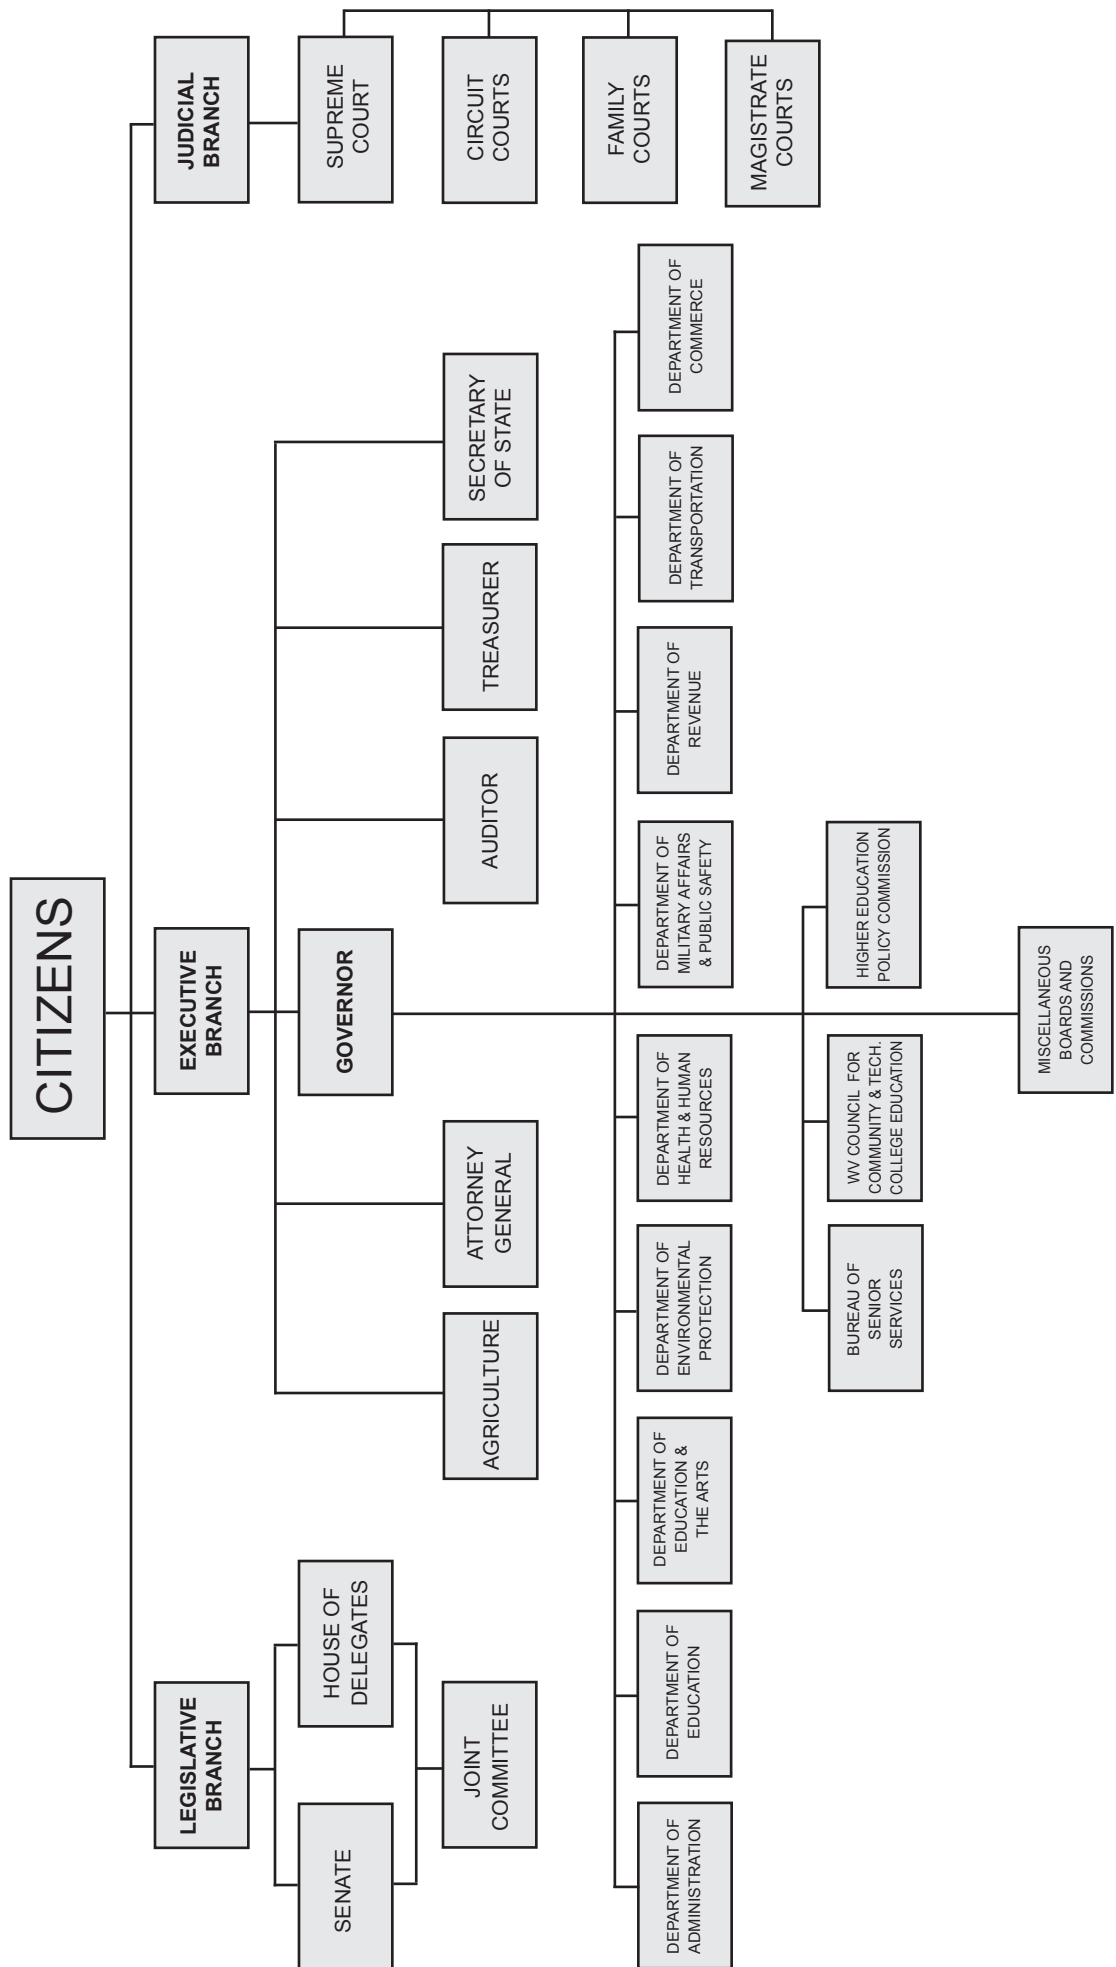 CITIZENS
LEGISLATIVE
BRANCH
EXECUTIVE
BRANCH
JUDICIAL
BRANCH
SENATE
HOUSE OF
DELEGATES
GOVERNOR
SUPREME
COURT
JOINT
COMMITTEE
AGRICULTURE
ATTORNEY
GENERAL
AUDITOR
TREASURER
SECRETARY
OF STATE
CIRCUIT
COURTS
FAMILY
COURTS
MAGISTRATE
COURTS
DEPARTMENT OF
ADMINISTRATION
DEPARTMENT OF
EDUCATION
DEPARTMENT OF
EDUCATION &
THE ARTS
DEPARTMENT OF
ENVIRONMENTAL
PROTECTION
DEPARTMENT OF
HEALTH & HUMAN
RESOURCES
DEPARTMENT OF
MILITARY AFFAIRS
& PUBLIC SAFETY
DEPARTMENT OF
REVENUE
DEPARTMENT OF
TRANSPORTATION
DEPARTMENT OF
COMMERCE
BUREAU OF
SENIOR
SERVICES
WV COUNCIL FOR
COMMUNITY & TECH.
COLLEGE EDUCATION
HIGHER EDUCATION
POLICY COMMISSION
MISCELLANEOUS
BOARDS AND
COMMISSIONS